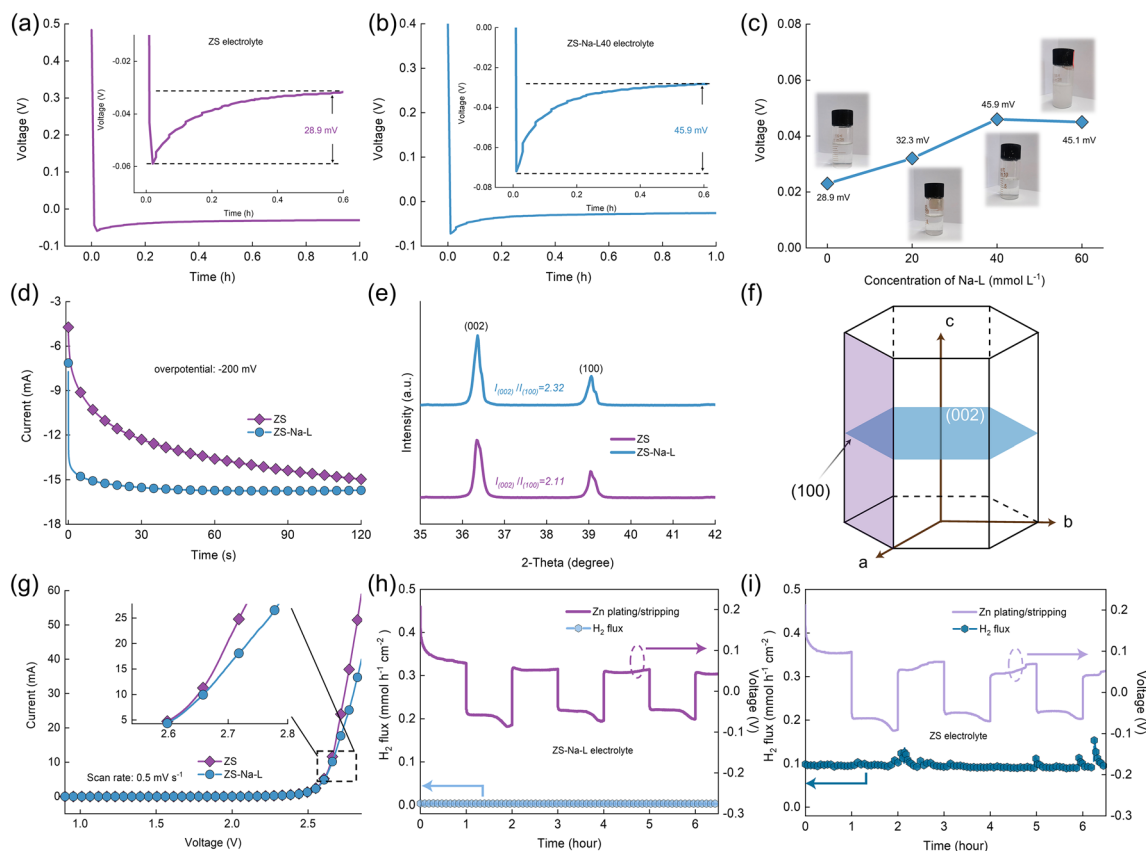 (a)
0.5
0.4
0.3
0.2
0.1
0.0
-0.1
Voltage (V)
0.0 0.2 0.4 0.6 0.8 1.0
Time (h)
ZS electrolyte
-0.02
-0.04
-0.06
Voltage (V)
0.0 0.2 0.4 0.6
Time (h)
28.9 mV
(b)
0.4
0.3
0.2
0.1
0.0
-0.1
Voltage (V)
0.0 0.2 0.4 0.6 0.8 1.0
Time (h)
ZS-Na-L40 electrolyte
-0.00
-0.02
-0.04
-0.06
-0.08
Voltage (V)
0.0 0.2 0.4 0.6
Time (h)
45.9 mV
(c)
0.08
0.06
0.04
0.02
0.00
Voltage (V)
28.9 mV
32.3 mV
45.9 mV
45.1 mV
0 20 40 60
Concentration of Na-L (mmol L⁻¹)
(d)
-3
-6
-9
-12
-15
-18
Current (mA)
overpotential: -200 mV
ZS
ZS-Na-L
0 30 60 90 120
Time (s)
(e)
Intensity (a.u.)
(002)
(100)
I(002) /I(100)=2.32
ZS
ZS-Na-L
I(002) /I(100)=2.11
35 36 37 38 39 40 41 42
2-Theta (degree)
(f)
c
(002)
(100)
b
a
(g)
60
50
40
30
20
10
0
Current (mA)
25
20
15
10
5
2.6 2.7 2.8
ZS
ZS-Na-L
Scan rate: 0.5 mV s⁻¹
1.0 1.5 2.0 2.5
Voltage (V)
(h)
0.5
0.4
0.3
0.2
0.1
0.0
H₂ flux (mmol h⁻¹ cm⁻²)
Zn plating/stripping
H₂ flux
ZS-Na-L electrolyte
0.2
0.1
0.0
-0.1
-0.2
-0.3
Voltage (V)
0 1 2 3 4 5 6
Time (hour)
(i)
0.5
0.4
0.3
0.2
0.1
0.0
H₂ flux (mmol h⁻¹ cm⁻²)
Zn plating/stripping
H₂ flux
ZS electrolyte
0.2
0.1
0.0
-0.1
-0.2
-0.3
Voltage (V)
0 1 2 3 4 5 6
Time (hour)